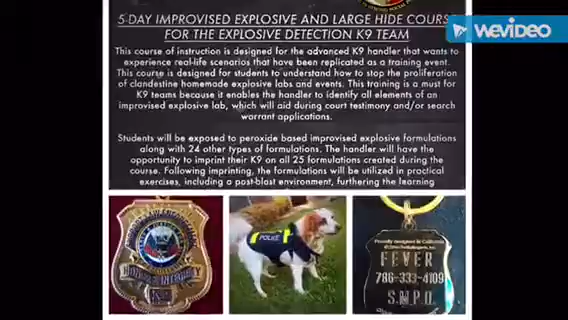 5-DAY IMPROVISED EXPLOSIVE AND LARGE HIDE COURS
FOR THE EXPLOSIVE DETECTION K9 TEAM
WEVIDEO
This course of instruction is designed for the advanced K9 handler that wants to
experience real-life scenarios that have been replicated as a training event.
This course is designed for students to understand how to stop the proliferation
of clandestine homemade explosive labs and events. This training is a must for
K9 teams because it enables the handler to identify all elements of an
improvised explosive lab, which will aid during court testimony and/or search
warrant applications.
Students will be exposed to peroxide based improvised explosive formulations
along with 24 other types of formulations. The handler will have the
opportunity to imprint their K9 on all 25 formulations created during the
course. Following imprinting, the formulations will be utilized in practical
exercises, including a post-blast environment, furthering the learning
POLICE
FEVER
786-333-4109
S.M.P.D.